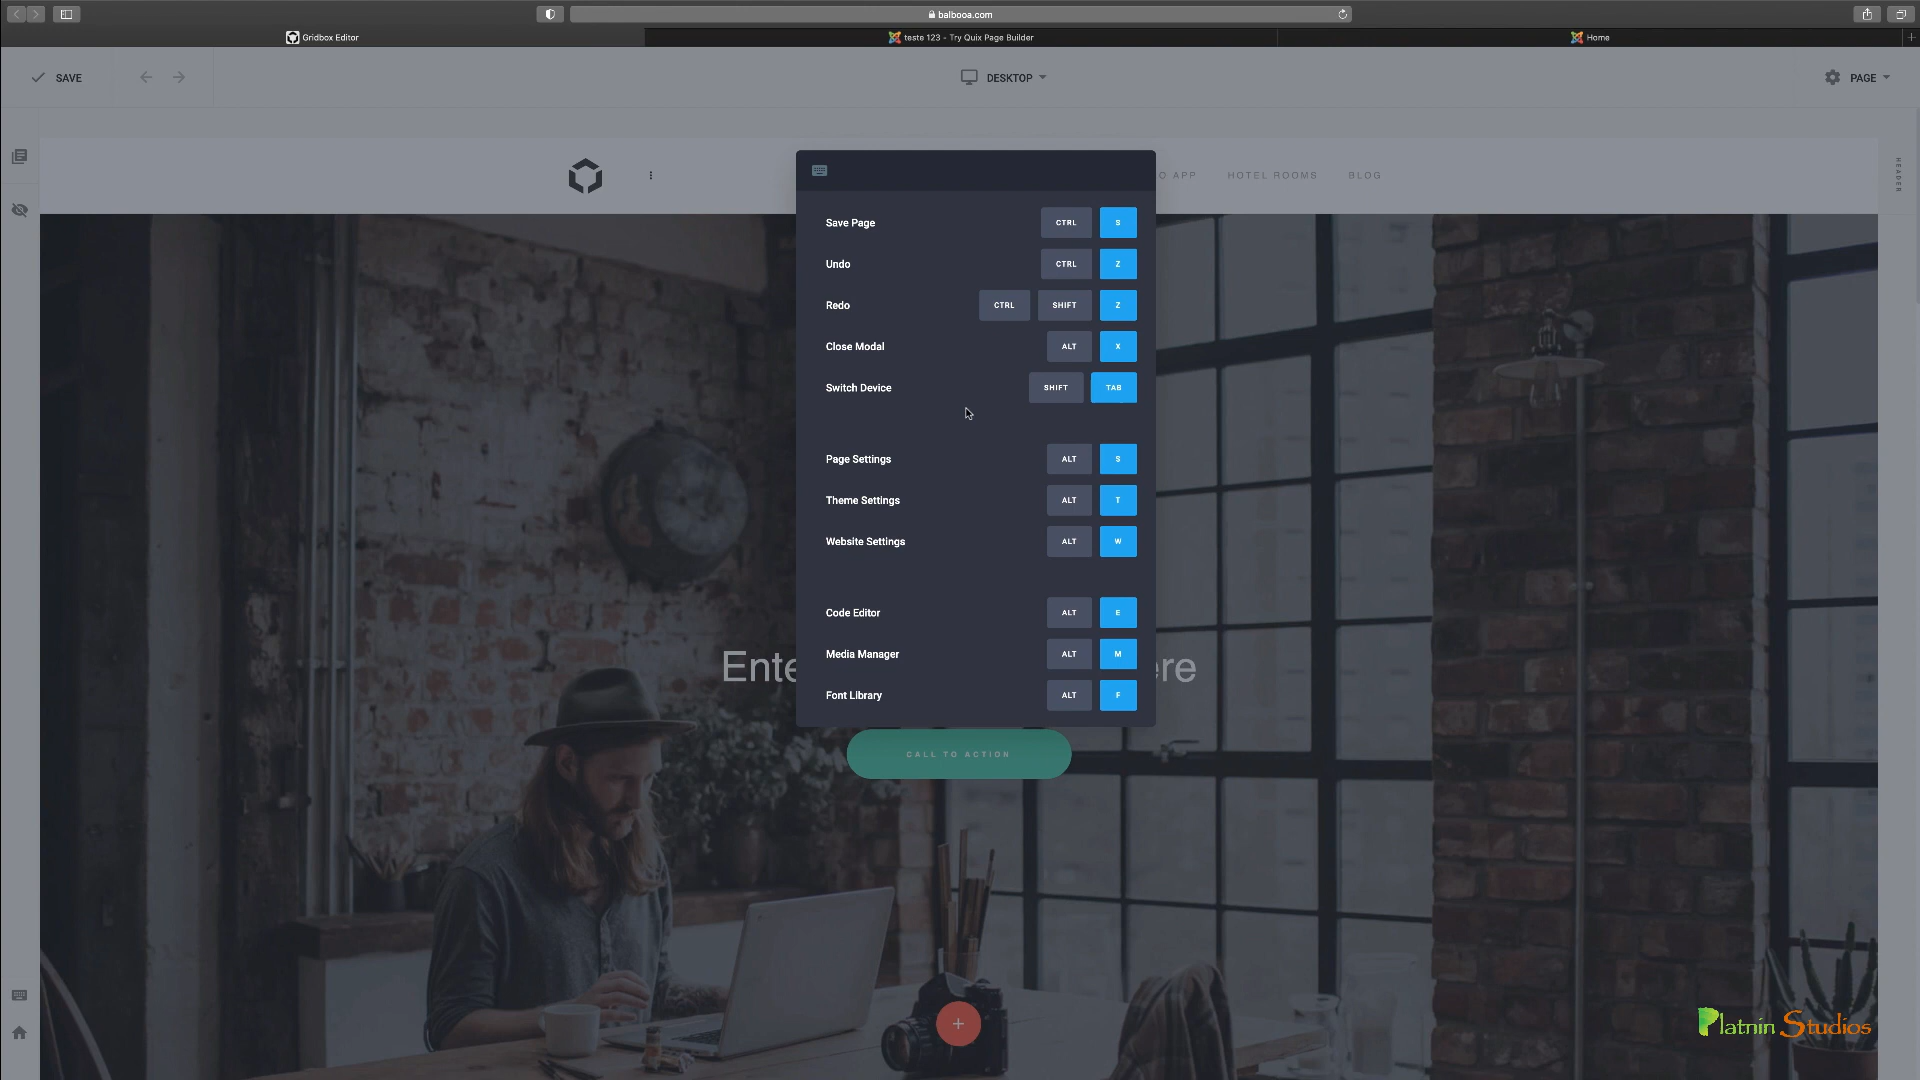 balbooa.com
Gridbox Editor
teste 123 - Try Quix Page Builder
Home
SAVE
DESKTOP
PAGE
O APP
HOTEL ROOMS
BLOG
HEADER
Save Page CTRL S
Undo CTRL Z
Redo CTRL SHIFT Z
Close Modal ALT X
Switch Device SHIFT TAB
Page Settings ALT S
Theme Settings ALT T
Website Settings ALT W
Code Editor ALT E
Media Manager ALT M
Font Library ALT F
Ente
ere
CALL TO ACTION
Platnin Studios